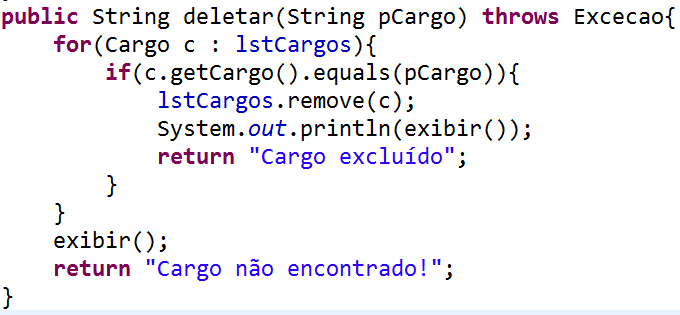 public String deletar(String pCargo) throws Excecao{
for(Cargo c : lstCargos){
if(c.getCargo().equals(pCargo)){
lstCargos.remove(c);
System.out.println(exibir());
return "Cargo excluído";
}
}
exibir();
return "Cargo não encontrado!";
}